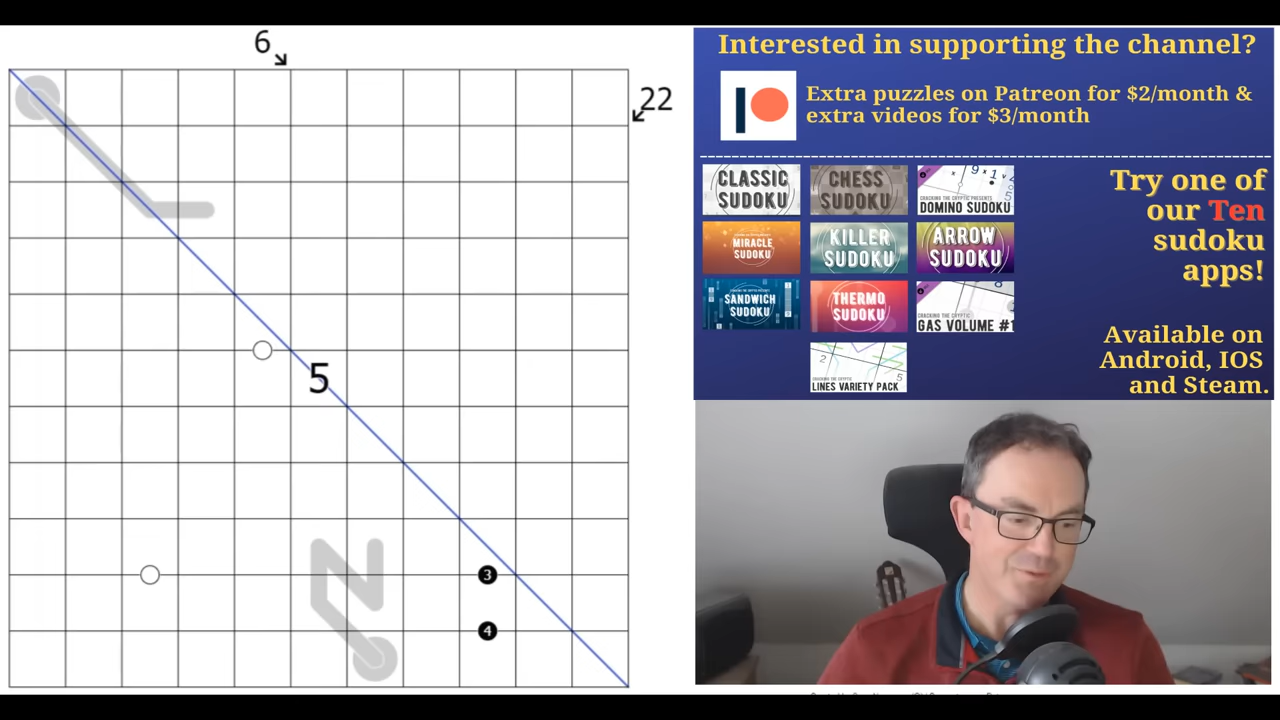 6
22
5
3
4
Interested in supporting the channel?
Extra puzzles on Patreon for $2/month &
extra videos for $3/month
CLASSIC
SUDOKU
CHESS
SUDOKU
DOMINO SUDOKU
MIRACLE
SUDOKU
KILLER
SUDOKU
ARROW
SUDOKU
SANDWICH
SUDOKU
THERMO
SUDOKU
GAS VOLUME #1
2
5
LINES VARIETY PACK
Try one of
our Ten
sudoku
apps!
Available on
Android, IOS
and Steam.